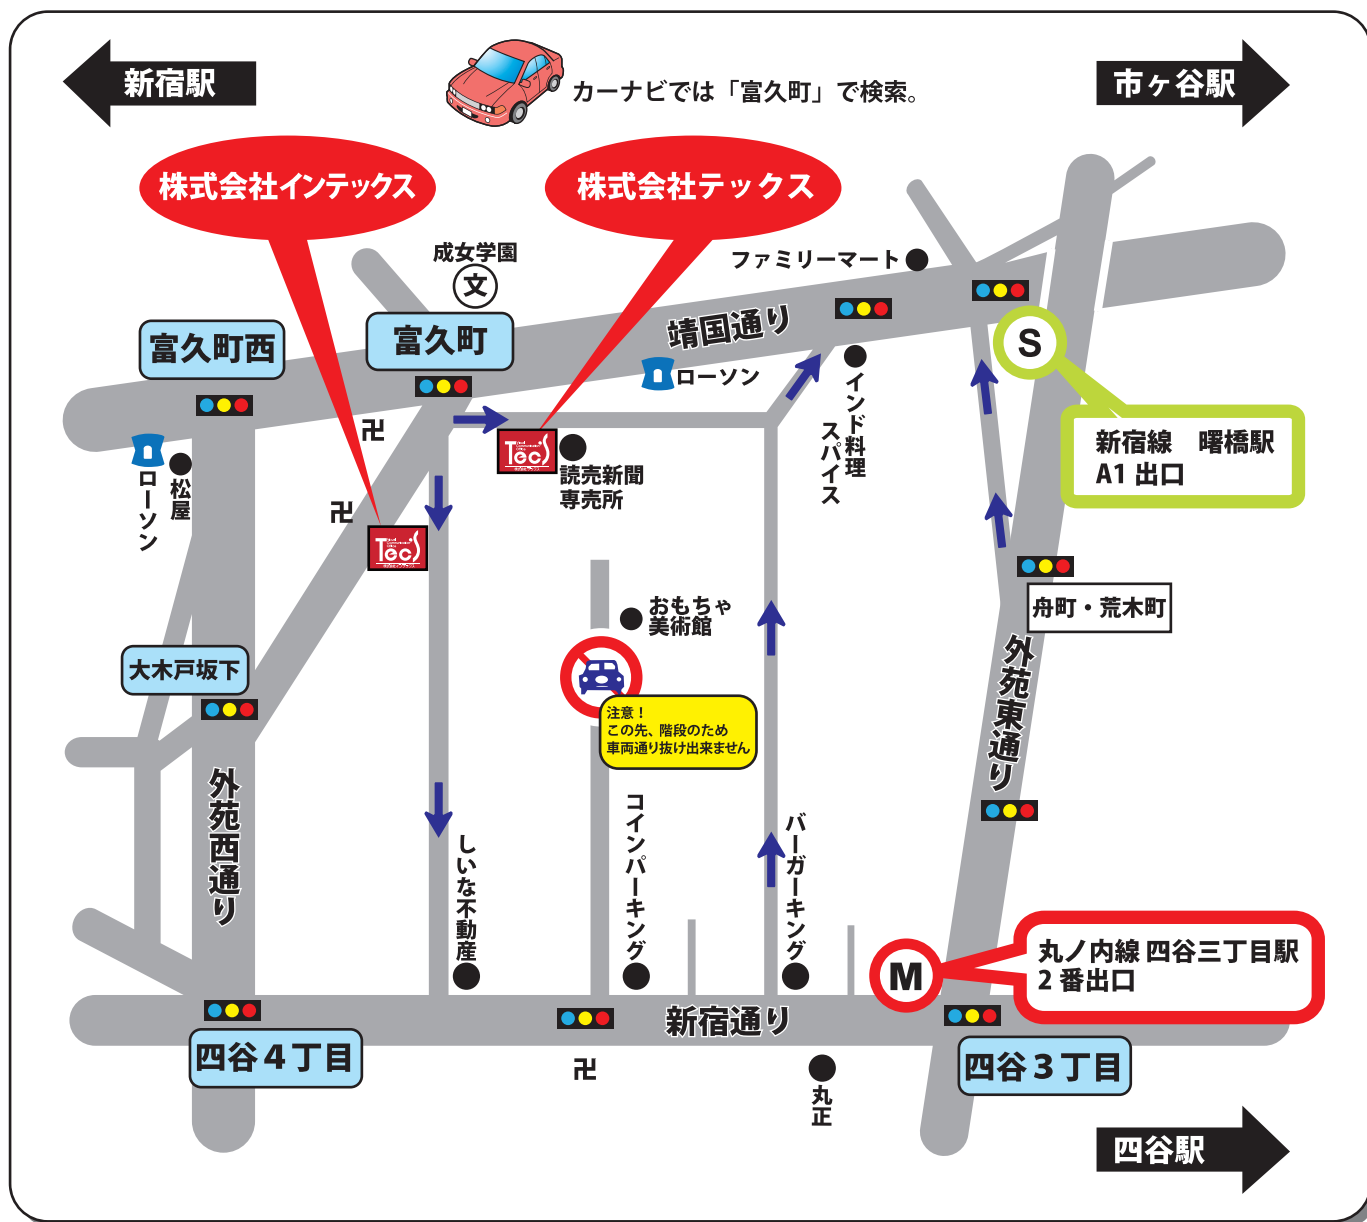 新宿駅
カーナビでは「富久町」で検索。
市ヶ谷駅
株式会社インテックス
株式会社テックス
成女学園
文
ファミリーマート
靖国通り
富久町西
富久町
S
ローソン
インド料理
スパイス
新宿線 曙橋駅
A1 出口
卍
Tec'S
読売新聞
専売所
ローソン
松屋
卍
Tec'S
舟町・荒木町
おもちゃ
美術館
大木戸坂下
注意！
この先、階段のため
車両通り抜け出来ません
外苑東通り
外苑西通り
しいな不動産
コインパーキング
バーガーキング
M
丸ノ内線 四谷三丁目駅
2 番出口
新宿通り
四谷４丁目
卍
丸正
四谷３丁目
四谷駅